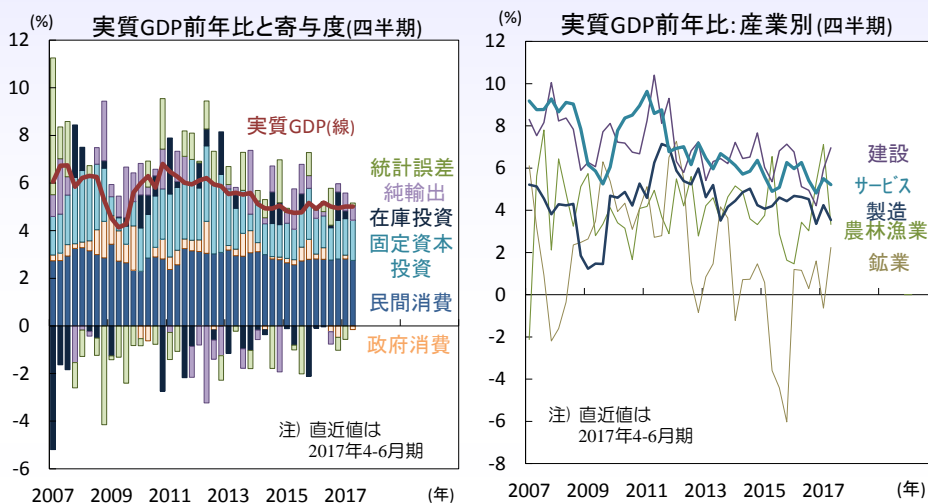 実質GDP前年比と寄与度(四半期)
(%)
12
10
8
6
4
2
0
-2
-4
-6
実質GDP(線)
統計誤差
純輸出
在庫投資
固定資本
投資
民間消費
政府消費
注) 直近値は
2017年4-6月期
2007 2009 2011 2013 2015 2017 (年)
実質GDP前年比:産業別(四半期)
(%)
12
10
8
6
4
2
0
-2
-4
-6
-8
建設
サービス
製造
農林漁業
鉱業
注) 直近値は
2017年4-6月期
2007 2009 2011 2013 2015 2017 (年)